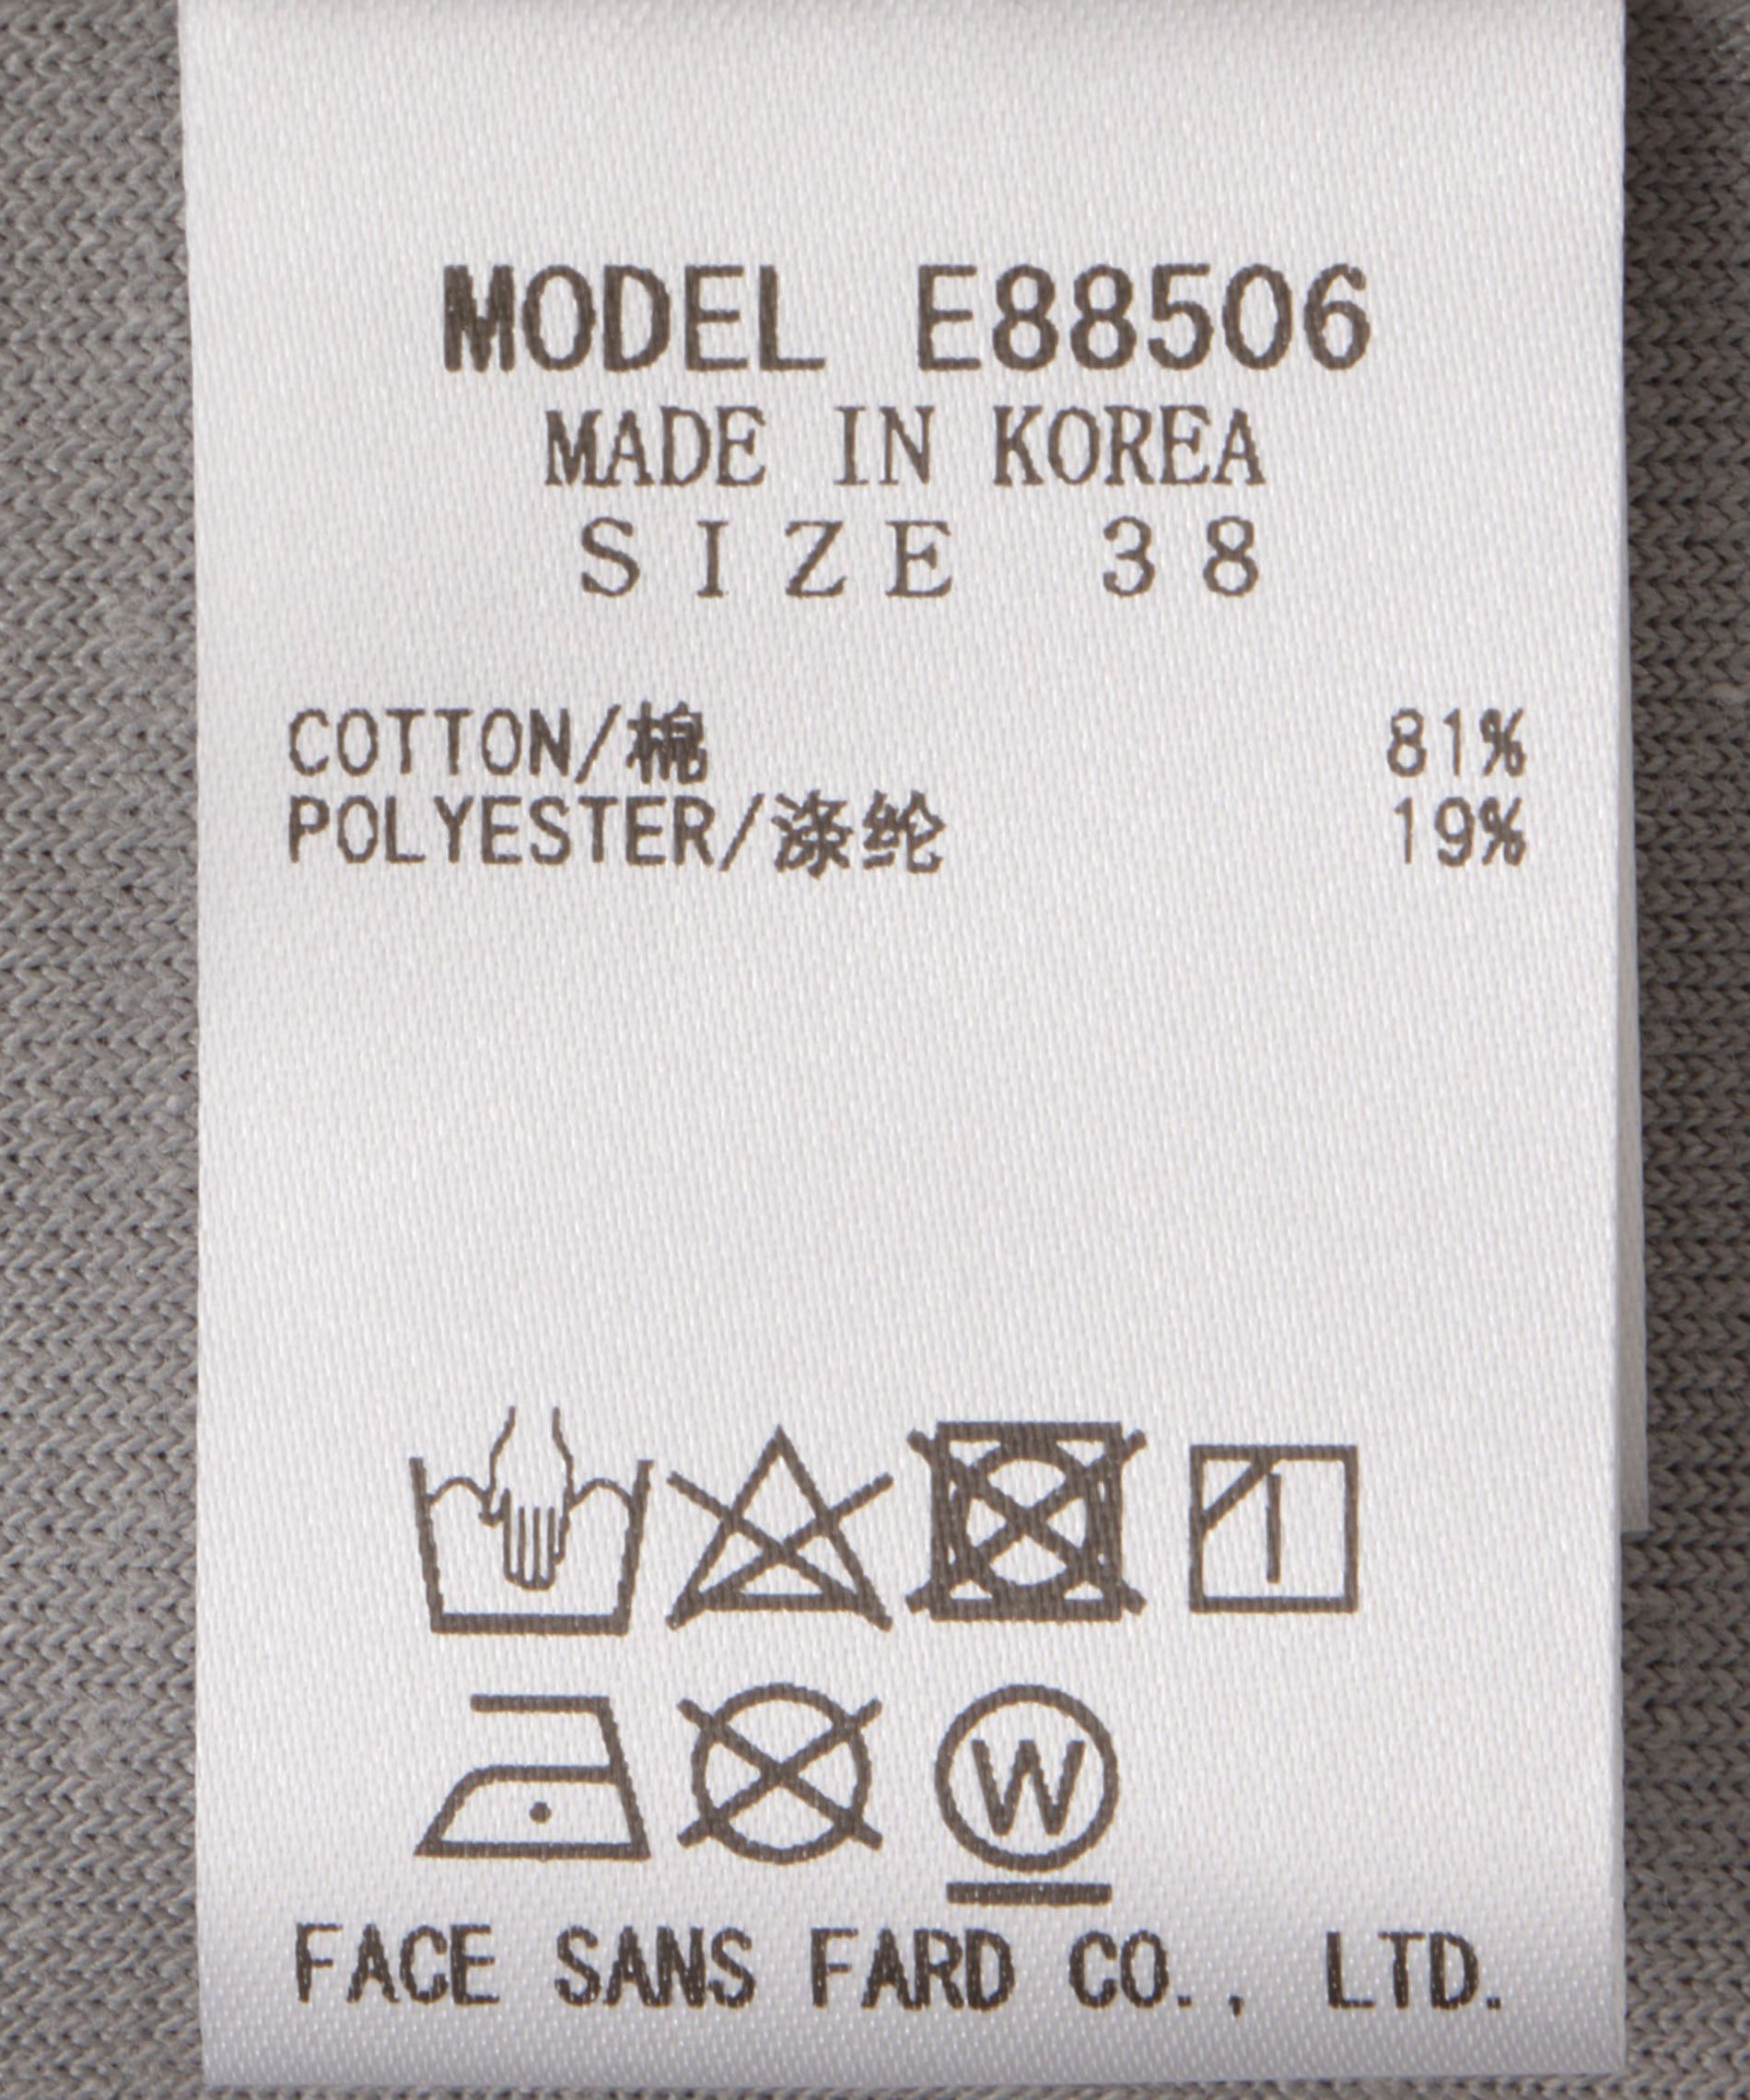 MODEL E88506
MADE IN KOREA
SIZE 38
COTTON/棉 81%
POLYESTER/涤纶 19%
W
FACE SANS FARD CO., LTD.